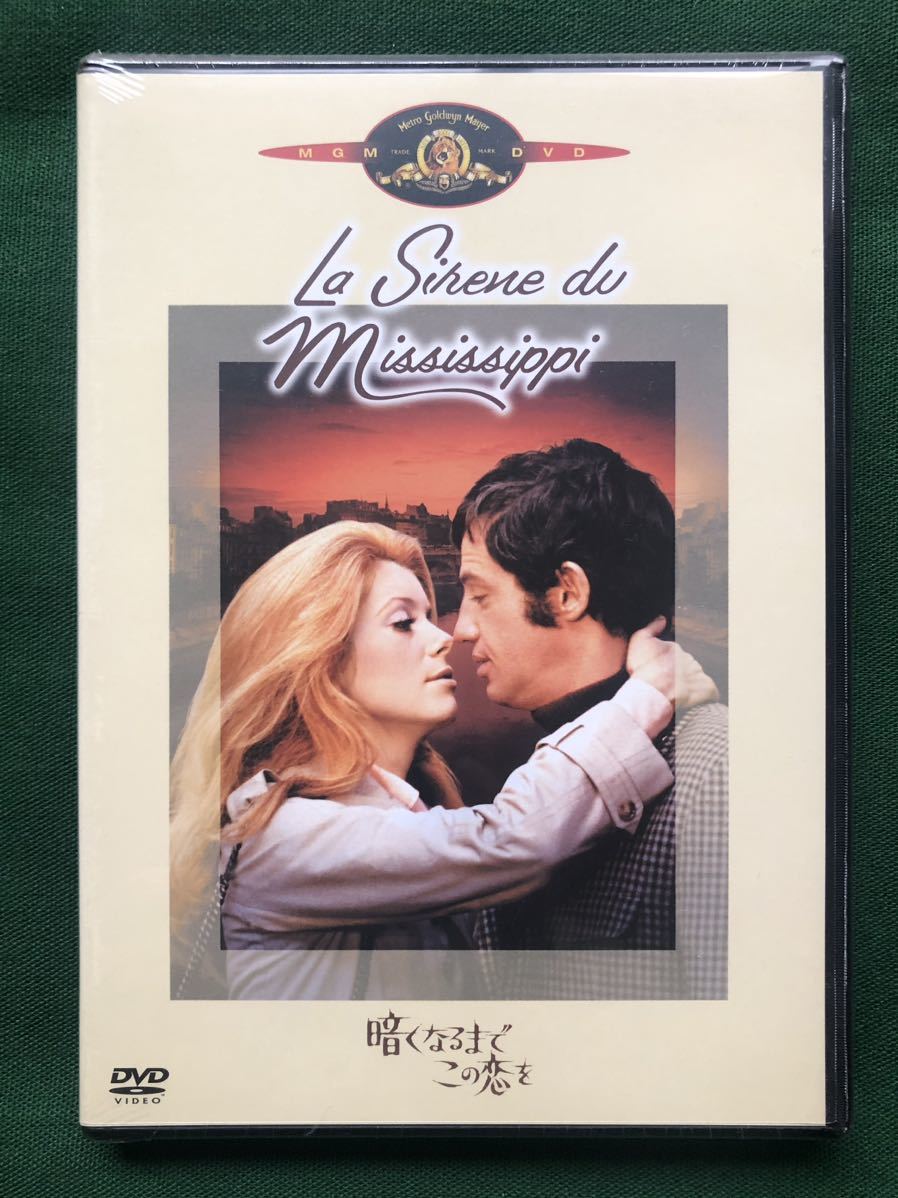 Metro Goldwyn Mayer
MGM TRADE MARK DVD
La Sirene du
Mississippi
暗くなるまで
この恋を
DVD
VIDEO